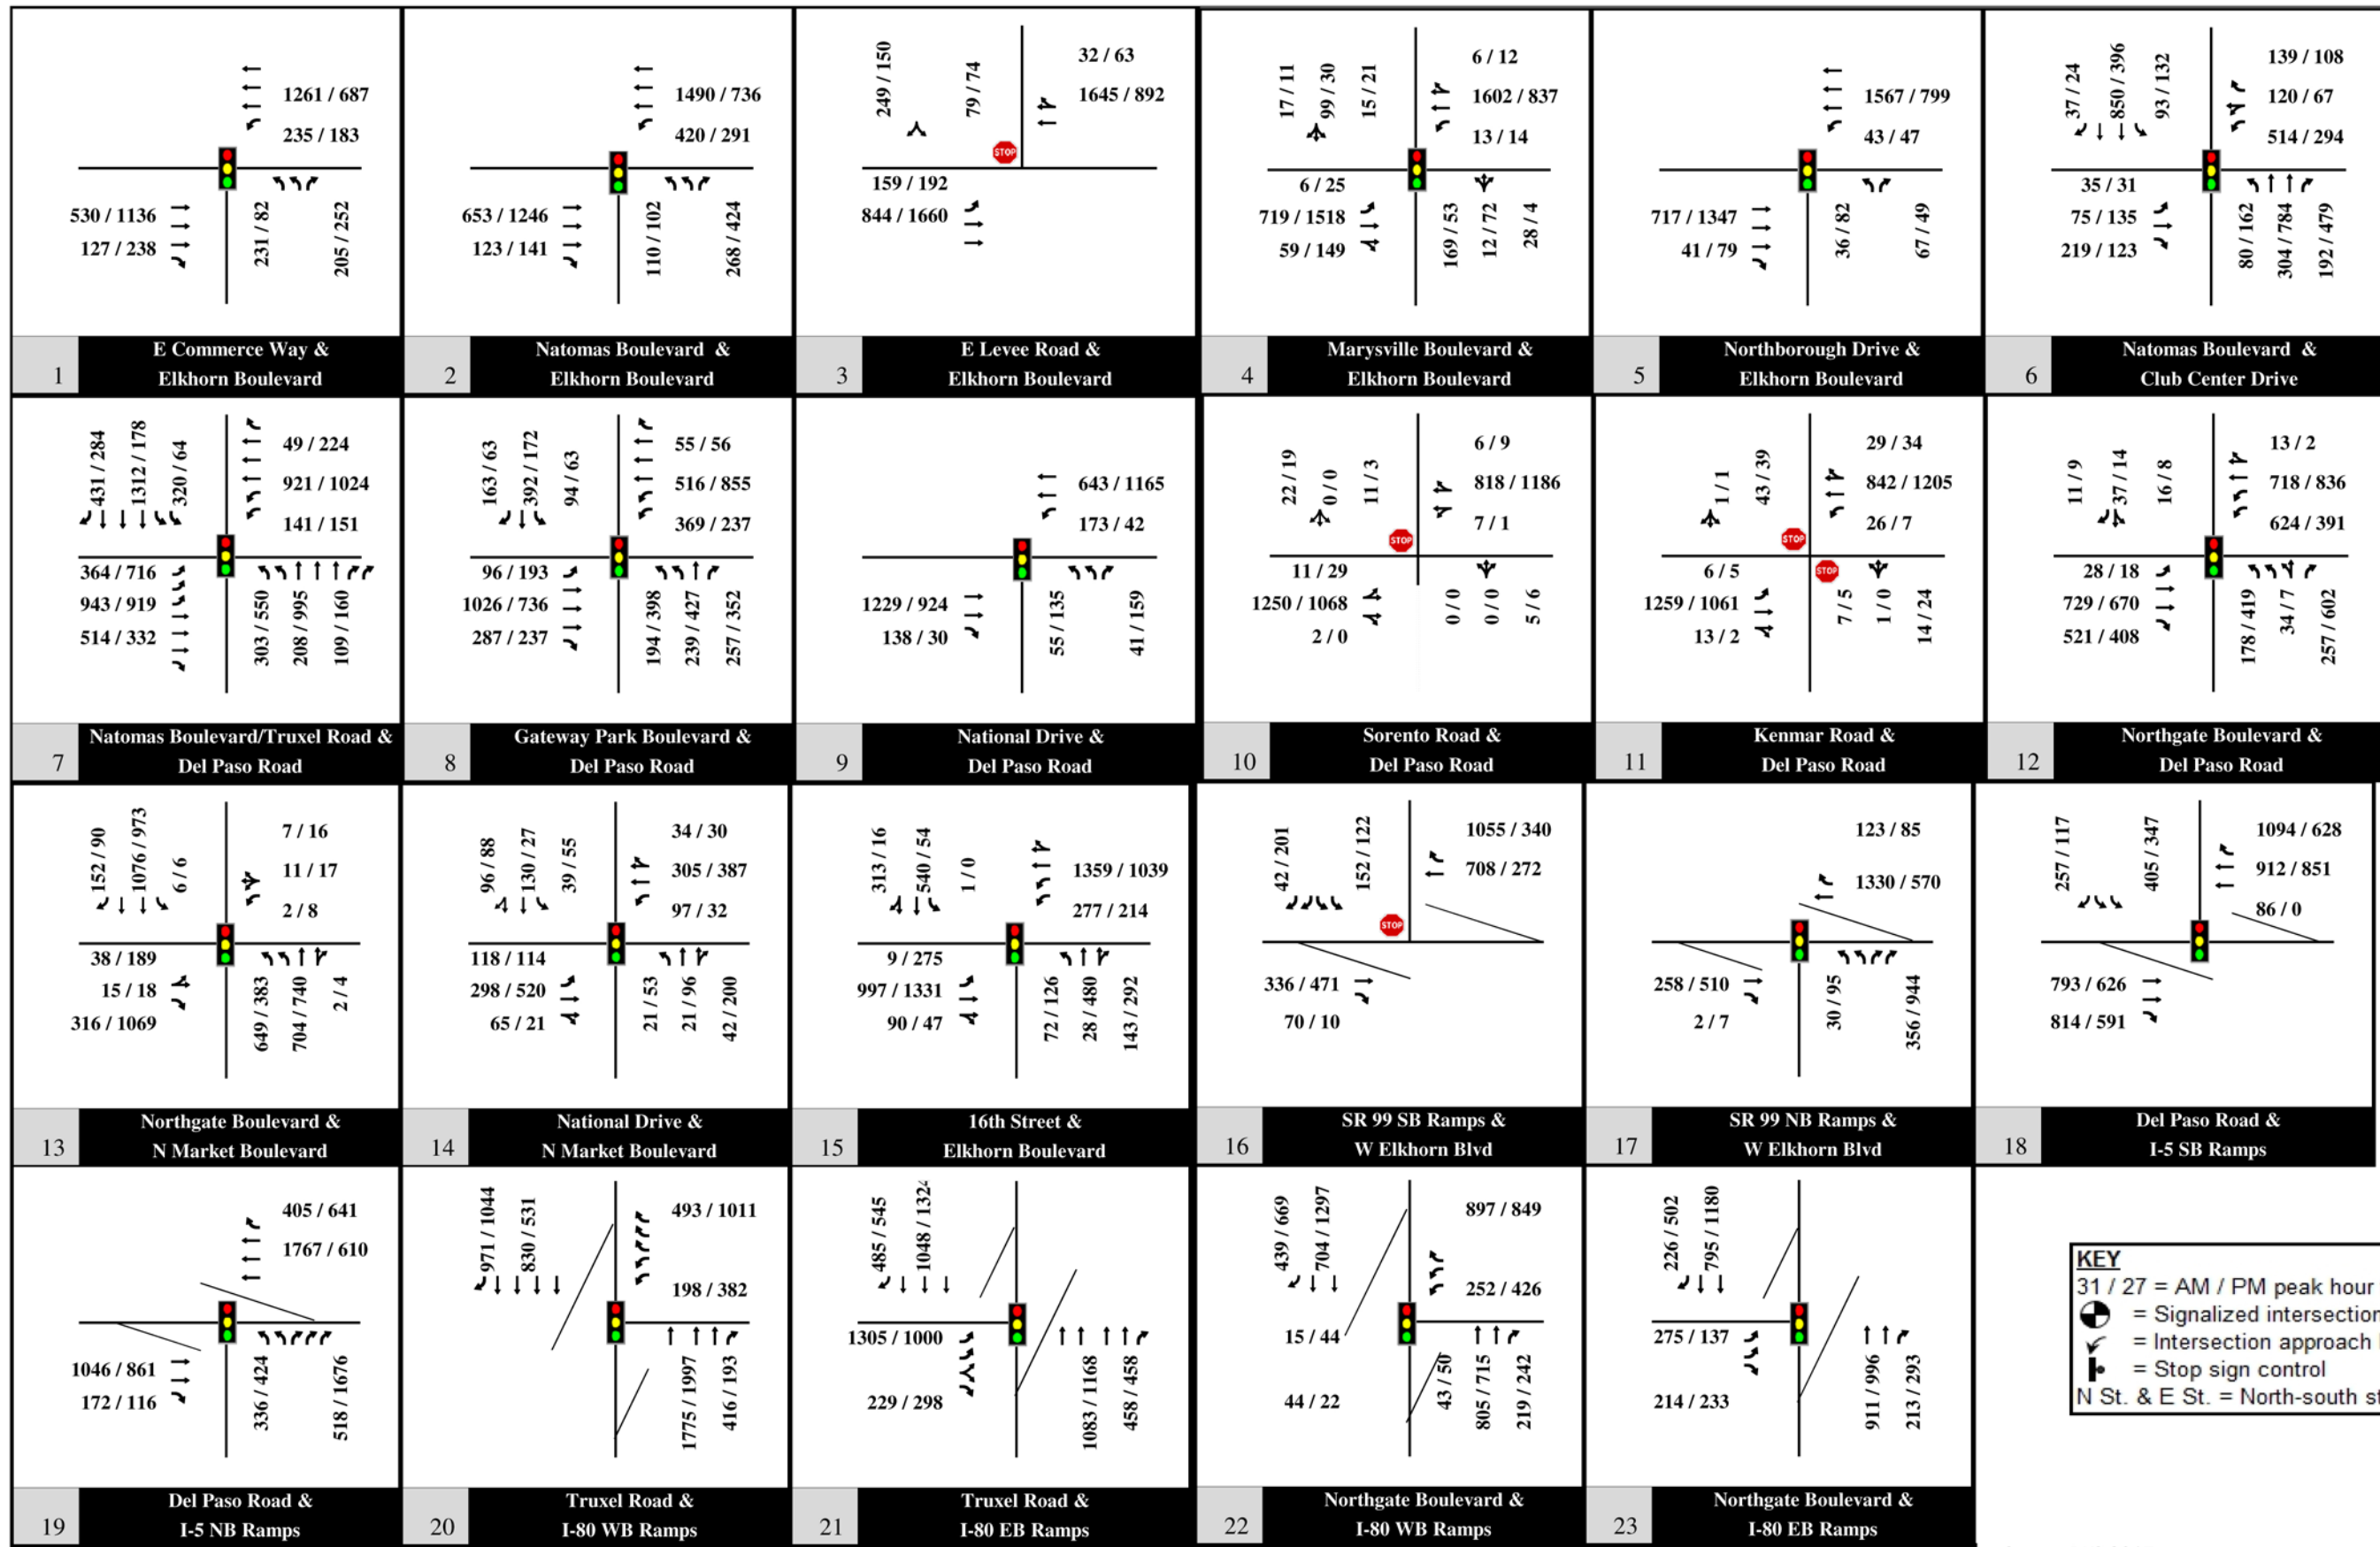 249 / 150
79 / 74
32 / 63
17 / 11
99 / 30
15 / 21
6 / 12
37 / 24
850 / 396
93 / 132
139 / 108
1261 / 687
1490 / 736
1645 / 892
1602 / 837
1567 / 799
120 / 67
235 / 183
420 / 291
13 / 14
43 / 47
514 / 294
STOP
159 / 192
6 / 25
35 / 31
530 / 1136
653 / 1246
844 / 1660
719 / 1518
717 / 1347
75 / 135
127 / 238
123 / 141
59 / 149
41 / 79
219 / 123
231 / 82
205 / 252
110 / 102
268 / 424
169 / 53
12 / 72
28 / 4
36 / 82
67 / 49
80 / 162
304 / 784
192 / 479
1
E Commerce Way &
Elkhorn Boulevard
2
Natomas Boulevard &
Elkhorn Boulevard
3
E Levee Road &
Elkhorn Boulevard
4
Marysville Boulevard &
Elkhorn Boulevard
5
Northborough Drive &
Elkhorn Boulevard
6
Natomas Boulevard &
Club Center Drive
431 / 284
1312 / 178
320 / 64
49 / 224
921 / 1024
141 / 151
364 / 716
943 / 919
514 / 332
303 / 550
208 / 995
109 / 160
7
Natomas Boulevard/Truxel Road &
Del Paso Road
163 / 63
392 / 172
94 / 63
55 / 56
516 / 855
369 / 237
96 / 193
1026 / 736
287 / 237
194 / 398
239 / 427
257 / 352
8
Gateway Park Boulevard &
Del Paso Road
643 / 1165
173 / 42
1229 / 924
138 / 30
55 / 135
41 / 159
9
National Drive &
Del Paso Road
22 / 19
0 / 0
11 / 3
6 / 9
818 / 1186
7 / 1
STOP
11 / 29
1250 / 1068
2 / 0
0 / 0
0 / 0
5 / 6
10
Sorento Road &
Del Paso Road
1 / 1
43 / 39
29 / 34
842 / 1205
26 / 7
STOP
STOP
6 / 5
1259 / 1061
13 / 2
7 / 5
1 / 0
14 / 24
11
Kenmar Road &
Del Paso Road
11 / 9
37 / 14
16 / 8
13 / 2
718 / 836
624 / 391
28 / 18
729 / 670
521 / 408
178 / 419
34 / 7
257 / 602
12
Northgate Boulevard &
Del Paso Road
152 / 90
1076 / 973
6 / 6
7 / 16
11 / 17
2 / 8
38 / 189
15 / 18
316 / 1069
649 / 383
704 / 740
2 / 4
13
Northgate Boulevard &
N Market Boulevard
96 / 88
130 / 27
39 / 55
34 / 30
305 / 387
97 / 32
118 / 114
298 / 520
65 / 21
21 / 53
21 / 96
42 / 200
14
National Drive &
N Market Boulevard
313 / 16
540 / 54
1 / 0
1359 / 1039
277 / 214
9 / 275
997 / 1331
90 / 47
72 / 126
28 / 480
143 / 292
15
16th Street &
Elkhorn Boulevard
42 / 201
152 / 122
1055 / 340
708 / 272
STOP
336 / 471
70 / 10
16
SR 99 SB Ramps &
W Elkhorn Blvd
123 / 85
1330 / 570
258 / 510
2 / 7
30 / 95
356 / 944
17
SR 99 NB Ramps &
W Elkhorn Blvd
257 / 117
405 / 347
1094 / 628
912 / 851
86 / 0
793 / 626
814 / 591
18
Del Paso Road &
I-5 SB Ramps
405 / 641
1767 / 610
1046 / 861
172 / 116
336 / 424
518 / 1676
19
Del Paso Road &
I-5 NB Ramps
971 / 1044
830 / 531
493 / 1011
198 / 382
1775 / 1997
416 / 193
20
Truxel Road &
I-80 WB Ramps
485 / 545
1048 / 1324
1305 / 1000
229 / 298
1083 / 1168
458 / 458
21
Truxel Road &
I-80 EB Ramps
439 / 669
704 / 1297
897 / 849
252 / 426
15 / 44
44 / 22
43 / 50
805 / 715
219 / 242
22
Northgate Boulevard &
I-80 WB Ramps
226 / 502
795 / 1180
275 / 137
214 / 233
911 / 996
213 / 293
23
Northgate Boulevard &
I-80 EB Ramps
KEY
31 / 27 = AM / PM peak hour
= Signalized intersection
= Intersection approach
= Stop sign control
N St. & E St. = North-south